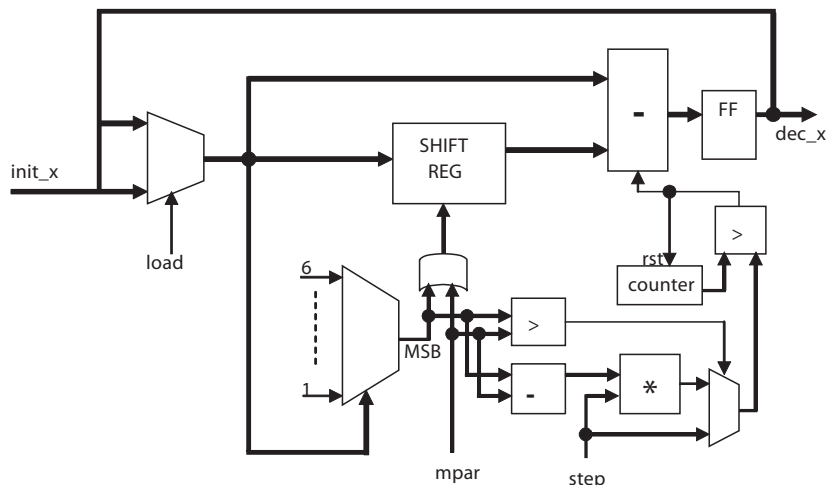 -
FF
dec_x
SHIFT
REG
init_x
load
>
rst
counter
6
MSB
>
1
-
*
mpar
step